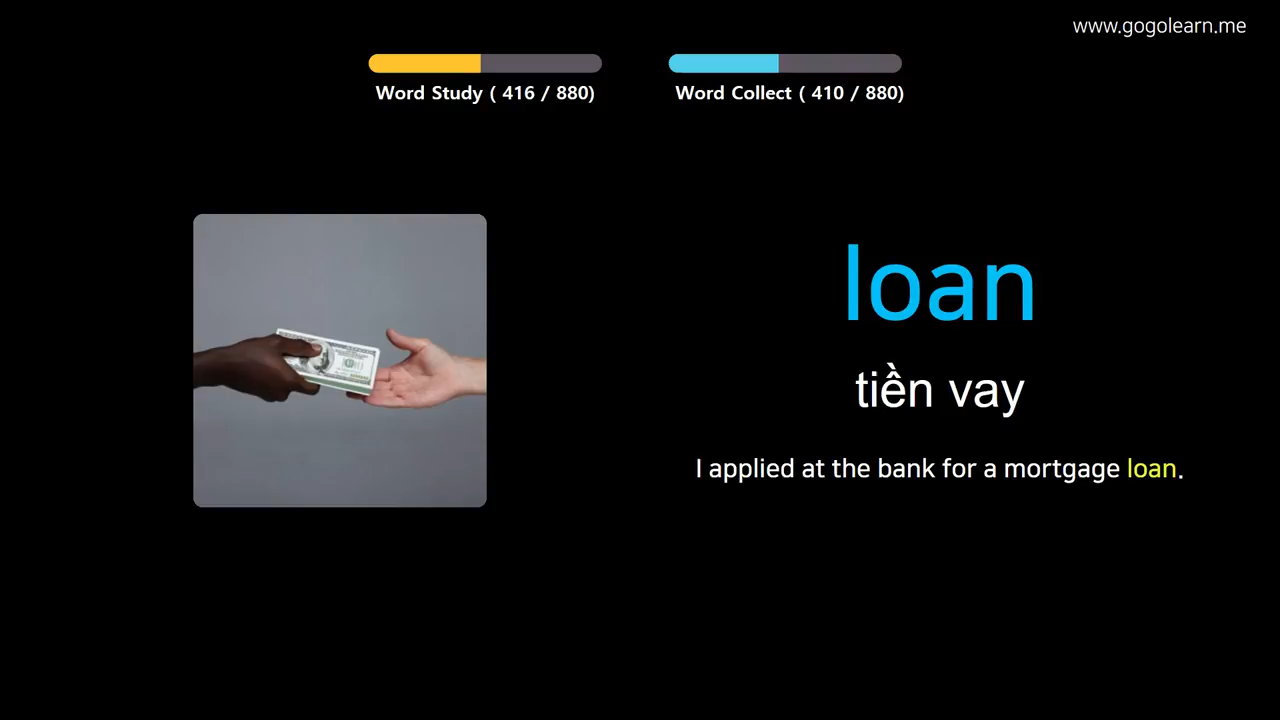 www.gogolearn.me
Word Study ( 416 / 880)
Word Collect ( 410 / 880)
loan
tiền vay
I applied at the bank for a mortgage loan.